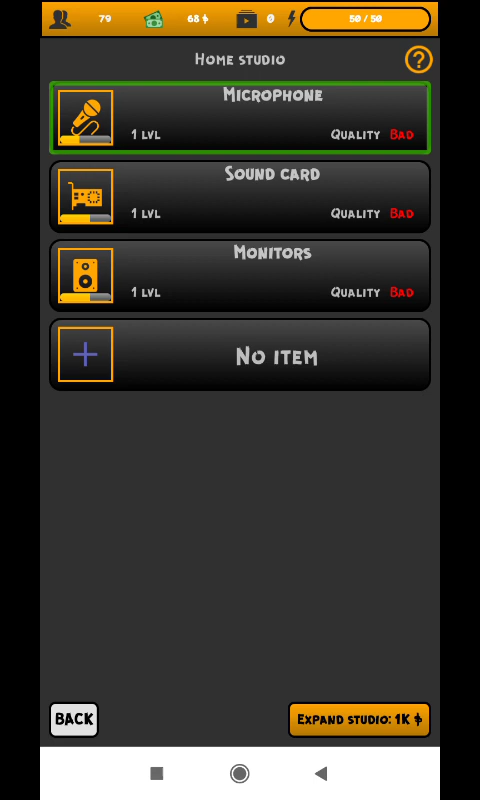 79 68 $ 0 50 / 50
Home studio ?
Microphone
1 lvl Quality Bad
Sound card
1 lvl Quality Bad
Monitors
1 lvl Quality Bad
No item
Back Expand studio: 1K $